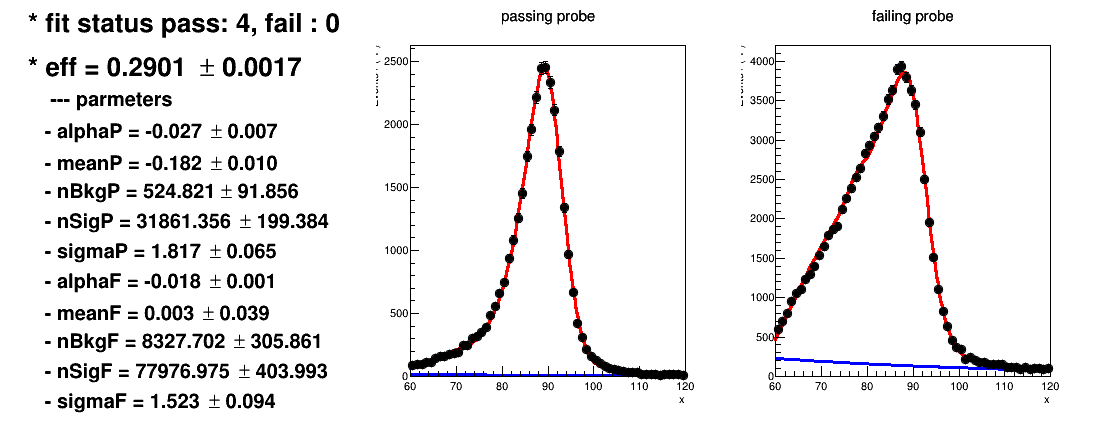 * fit status pass: 4, fail : 0
* eff = 0.2901 ± 0.0017
--- parmeters
- alphaP = -0.027 ± 0.007
- meanP = -0.182 ± 0.010
- nBkgP = 524.821 ± 91.856
- nSigP = 31861.356 ± 199.384
- sigmaP = 1.817 ± 0.065
- alphaF = -0.018 ± 0.001
- meanF = 0.003 ± 0.039
- nBkgF = 8327.702 ± 305.861
- nSigF = 77976.975 ± 403.993
- sigmaF = 1.523 ± 0.094
passing probe
2500
2000
1500
1000
500
0
60 70 80 90 100 110 120
x
failing probe
4000
3500
3000
2500
2000
1500
1000
500
0
60 70 80 90 100 110 120
x